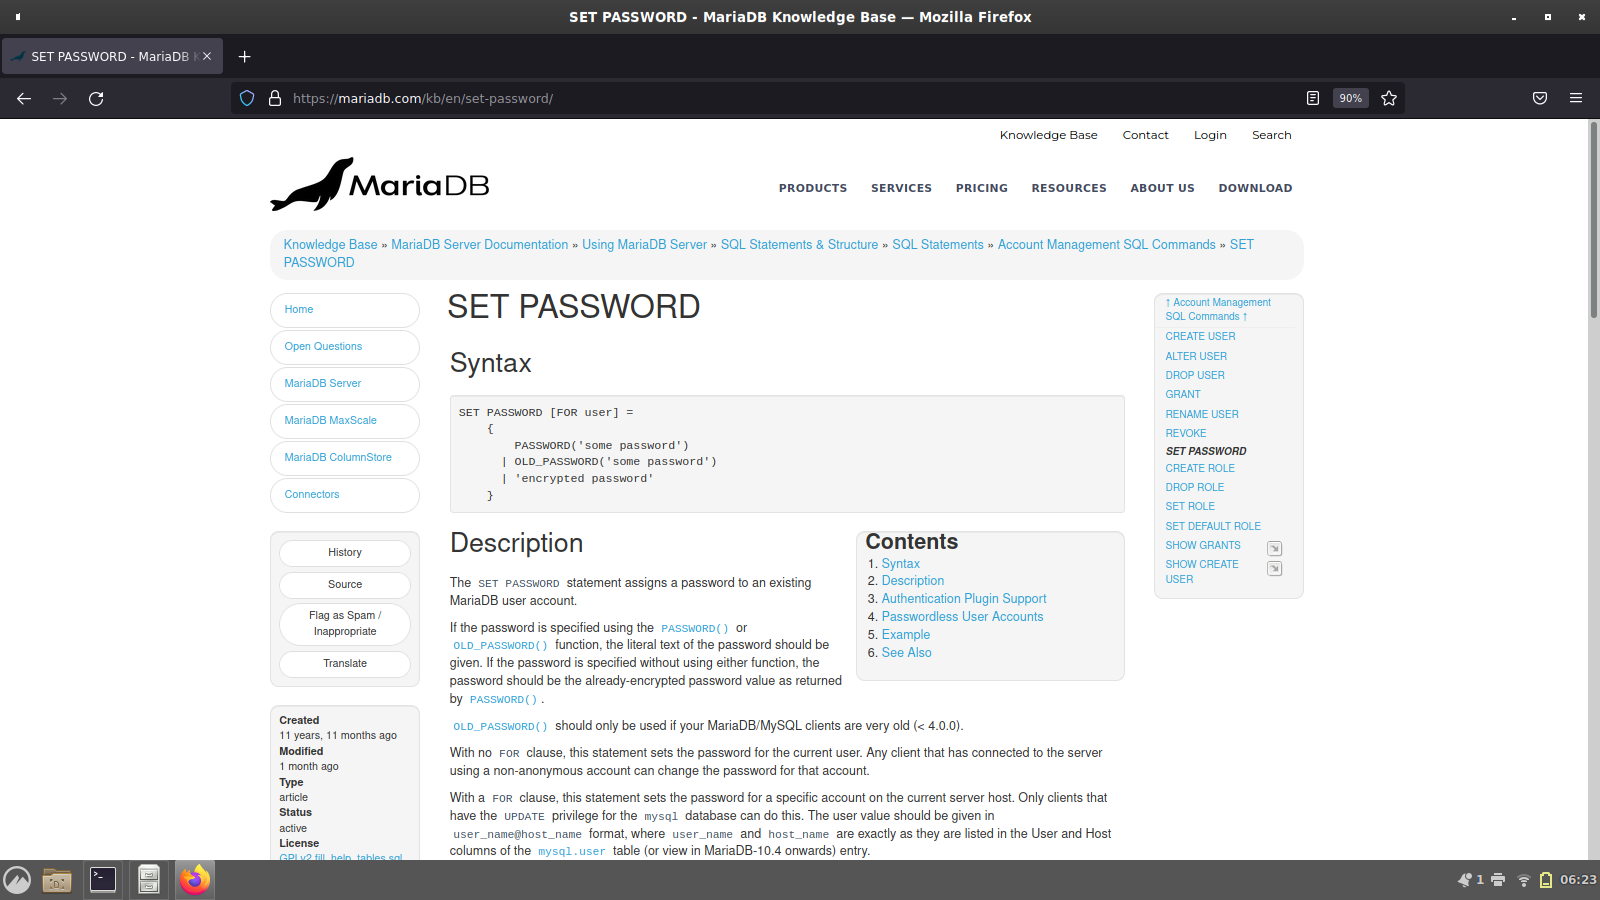 SET PASSWORD - MariaDB Knowledge Base — Mozilla Firefox
SET PASSWORD - MariaDB K
https://mariadb.com/kb/en/set-password/
90%
Knowledge Base Contact Login Search
MariaDB
PRODUCTS SERVICES PRICING RESOURCES ABOUT US DOWNLOAD
Knowledge Base » MariaDB Server Documentation » Using MariaDB Server » SQL Statements & Structure » SQL Statements » Account Management SQL Commands » SET
PASSWORD
Home
Open Questions
MariaDB Server
MariaDB MaxScale
MariaDB ColumnStore
Connectors
History
Source
Flag as Spam /
Inappropriate
Translate
Created
11 years, 11 months ago
Modified
1 month ago
Type
article
Status
active
License
GPLv2 fill_help_tables.sql
SET PASSWORD
Syntax
SET PASSWORD [FOR user] =
    {
        PASSWORD('some password')
      | OLD_PASSWORD('some password')
      | 'encrypted password'
    }
Description
The SET PASSWORD statement assigns a password to an existing
MariaDB user account.
If the password is specified using the PASSWORD() or
OLD_PASSWORD() function, the literal text of the password should be
given. If the password is specified without using either function, the
password should be the already-encrypted password value as returned
by PASSWORD() .
OLD_PASSWORD() should only be used if your MariaDB/MySQL clients are very old (< 4.0.0).
With no FOR clause, this statement sets the password for the current user. Any client that has connected to the server
using a non-anonymous account can change the password for that account.
With a FOR clause, this statement sets the password for a specific account on the current server host. Only clients that
have the UPDATE privilege for the mysql database can do this. The user value should be given in
user_name@host_name format, where user_name and host_name are exactly as they are listed in the User and Host
columns of the mysql.user table (or view in MariaDB-10.4 onwards) entry.
Contents
1. Syntax
2. Description
3. Authentication Plugin Support
4. Passwordless User Accounts
5. Example
6. See Also
↑ Account Management
SQL Commands ↑
CREATE USER
ALTER USER
DROP USER
GRANT
RENAME USER
REVOKE
SET PASSWORD
CREATE ROLE
DROP ROLE
SET ROLE
SET DEFAULT ROLE
SHOW GRANTS
SHOW CREATE
USER
1
06:23